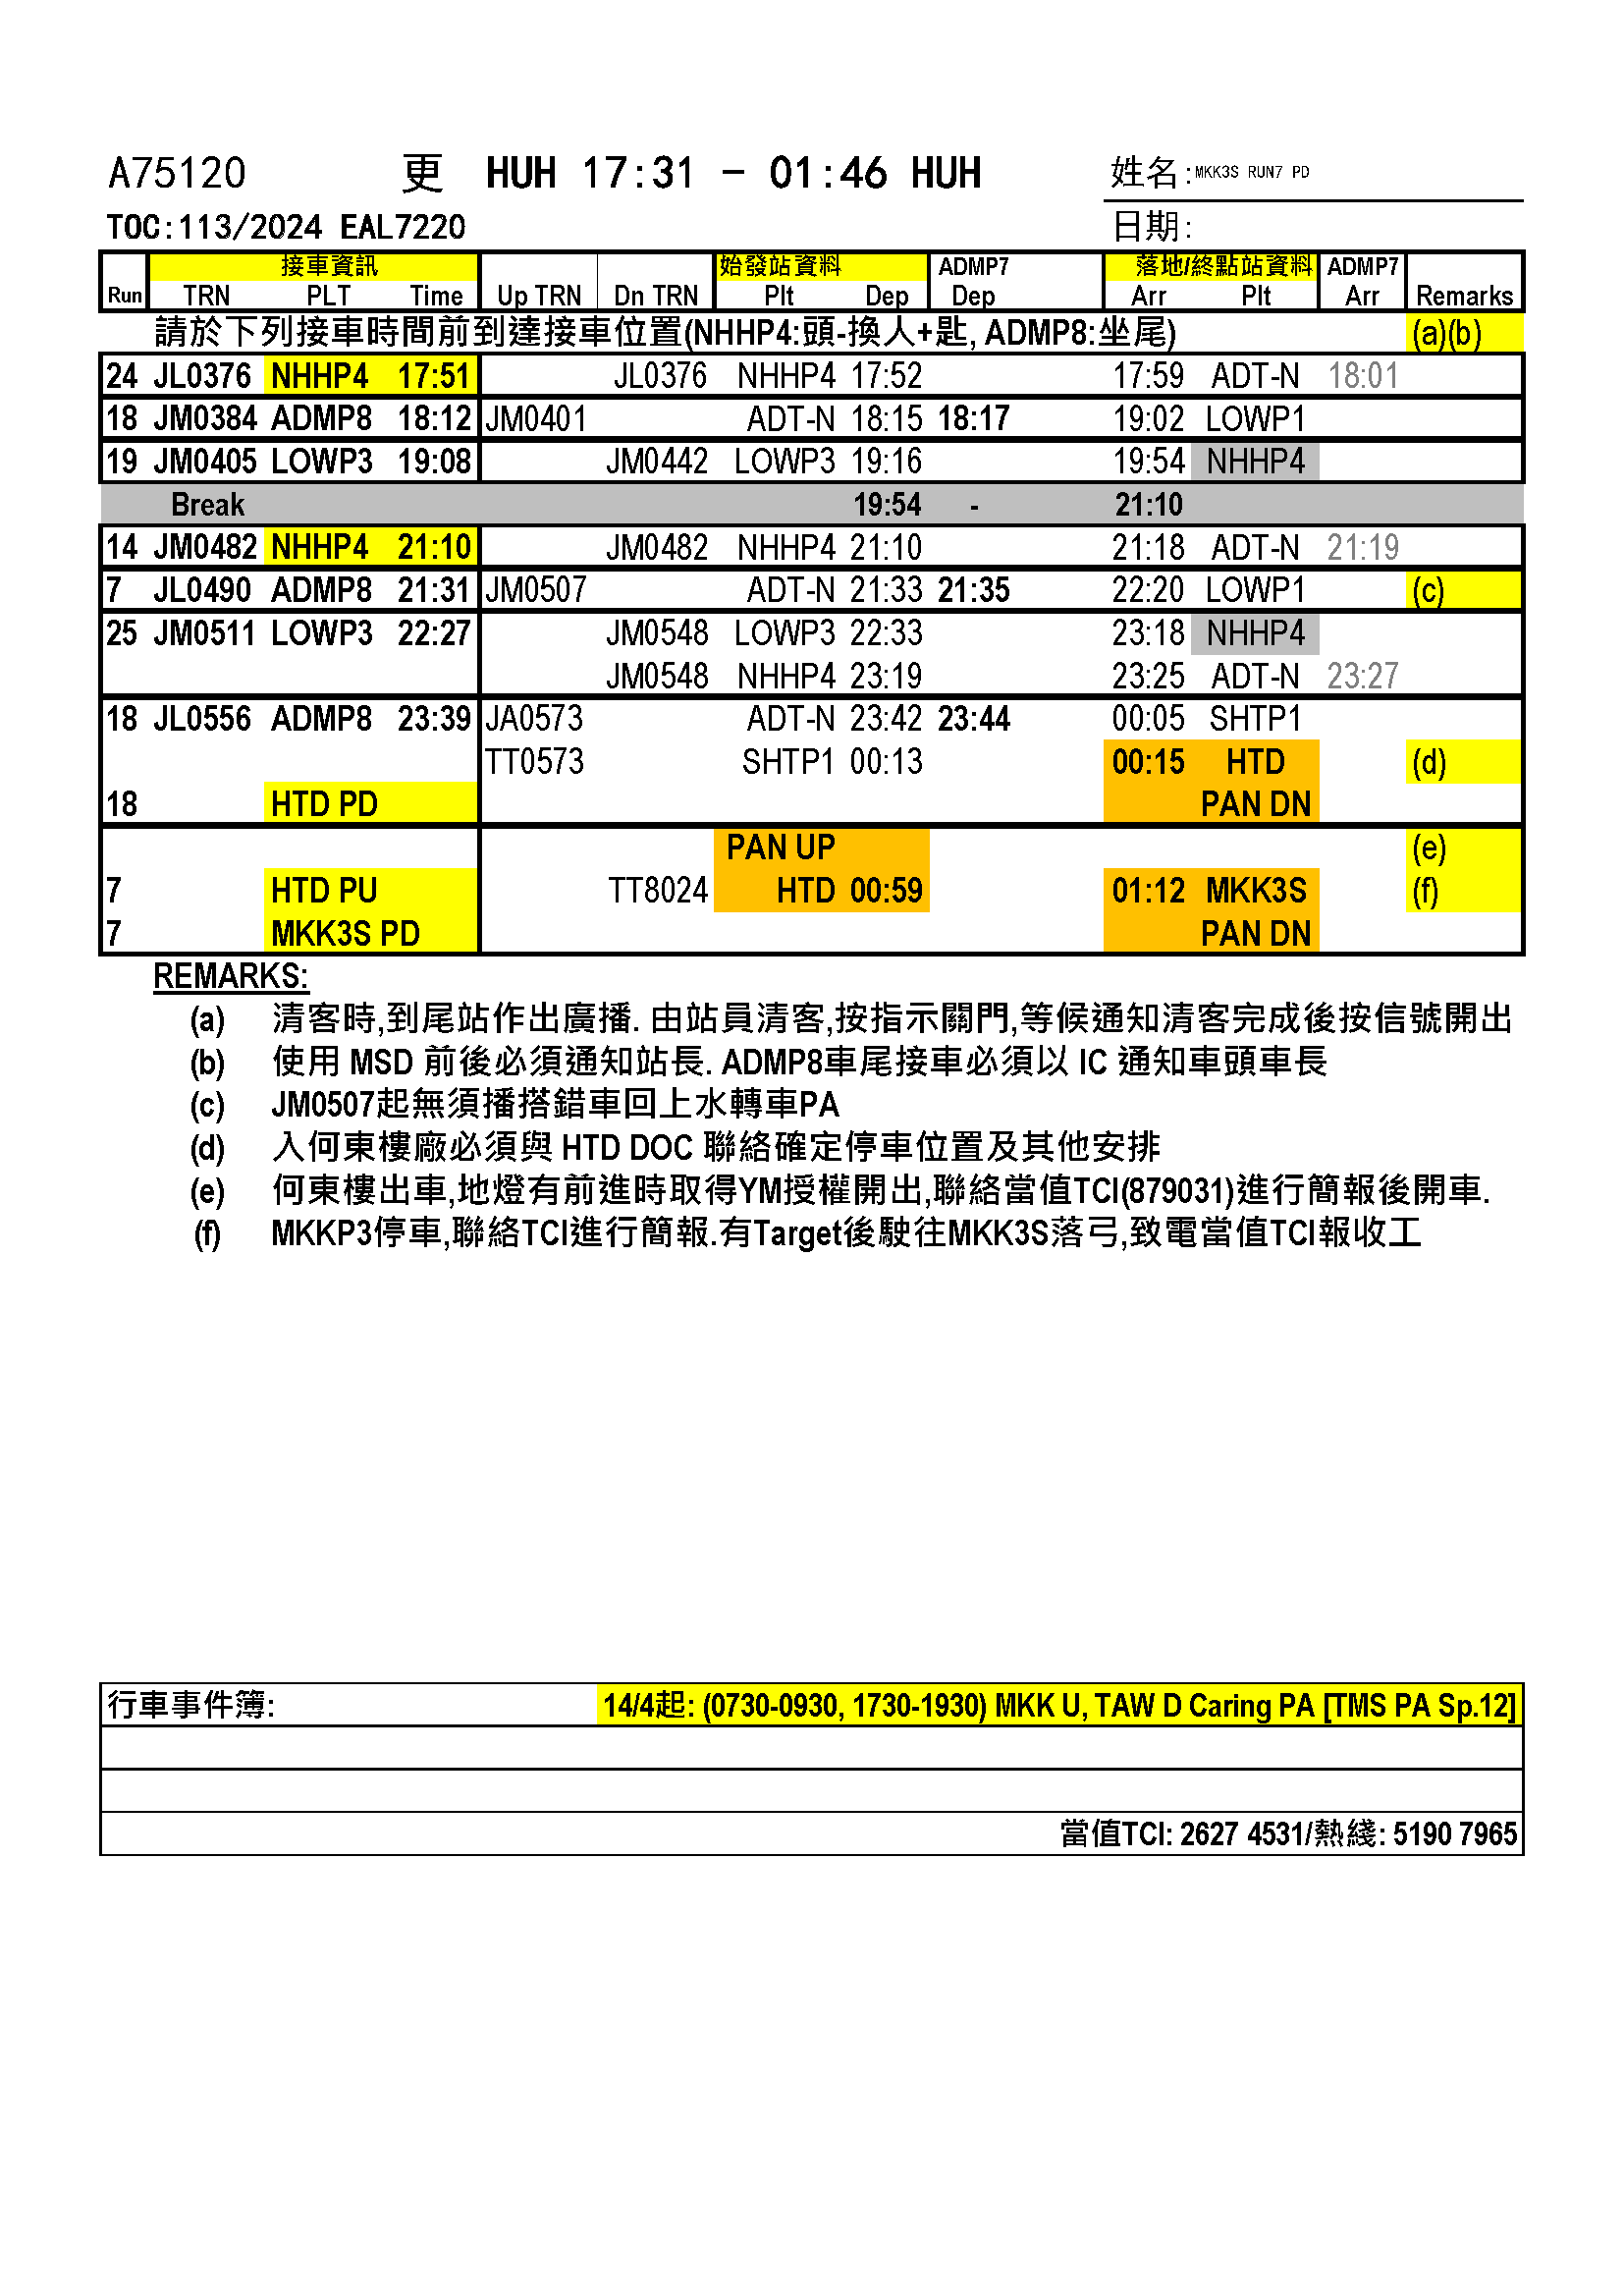 A75120 更 HUH 17:31 - 01:46 HUH 姓名:MKK3S RUN7 PD
TOC:113/2024 EAL7220 日期:
接車資訊 始發站資料 ADMP7 落地/終點站資料 ADMP7
Run TRN PLT Time Up TRN Dn TRN Plt Dep Dep Arr Plt Arr Remarks
請於下列接車時間前到達接車位置(NHHP4:頭-換人+匙, ADMP8:坐尾) (a)(b)
24 JL0376 NHHP4 17:51 JL0376 NHHP4 17:52 17:59 ADT-N 18:01
18 JM0384 ADMP8 18:12 JM0401 ADT-N 18:15 18:17 19:02 LOWP1
19 JM0405 LOWP3 19:08 JM0442 LOWP3 19:16 19:54 NHHP4
Break 19:54 - 21:10
14 JM0482 NHHP4 21:10 JM0482 NHHP4 21:10 21:18 ADT-N 21:19
7 JL0490 ADMP8 21:31 JM0507 ADT-N 21:33 21:35 22:20 LOWP1 (c)
25 JM0511 LOWP3 22:27 JM0548 LOWP3 22:33 23:18 NHHP4
JM0548 NHHP4 23:19 23:25 ADT-N 23:27
18 JL0556 ADMP8 23:39 JA0573 ADT-N 23:42 23:44 00:05 SHTP1
TT0573 SHTP1 00:13 00:15 HTD (d)
18 HTD PD PAN DN
PAN UP (e)
7 HTD PU TT8024 HTD 00:59 01:12 MKK3S (f)
7 MKK3S PD PAN DN
REMARKS:
(a) 清客時,到尾站作出廣播. 由站員清客,按指示關門,等候通知清客完成後按信號開出
(b) 使用 MSD 前後必須通知站長. ADMP8車尾接車必須以 IC 通知車頭車長
(c) JM0507起無須播搭錯車回上水轉車PA
(d) 入何東樓廠必須與 HTD DOC 聯絡確定停車位置及其他安排
(e) 何東樓出車,地燈有前進時取得YM授權開出,聯絡當值TCI(879031)進行簡報後開車.
(f) MKKP3停車,聯絡TCI進行簡報.有Target後駛往MKK3S落弓,致電當值TCI報收工
行車事件簿: 14/4起: (0730-0930, 1730-1930) MKK U, TAW D Caring PA [TMS PA Sp.12]
當值TCI: 2627 4531/熱綫: 5190 7965